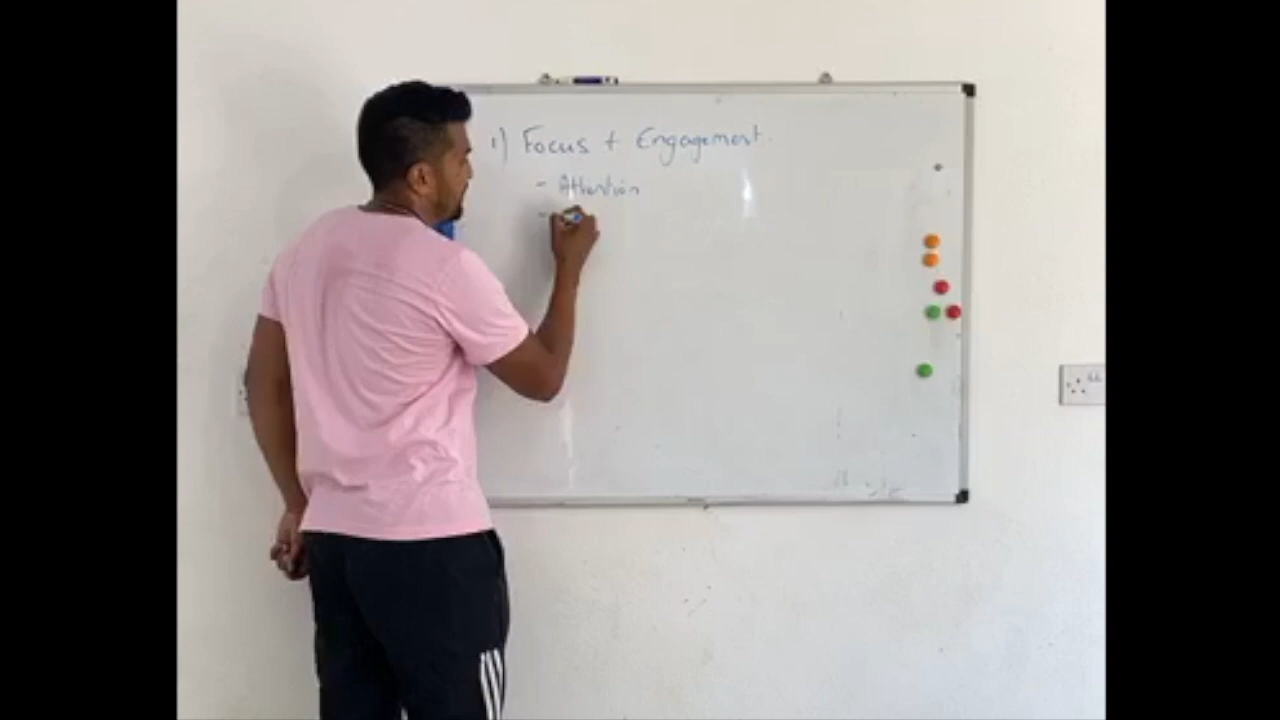 1) Focus + Engagement.
- Attention
-